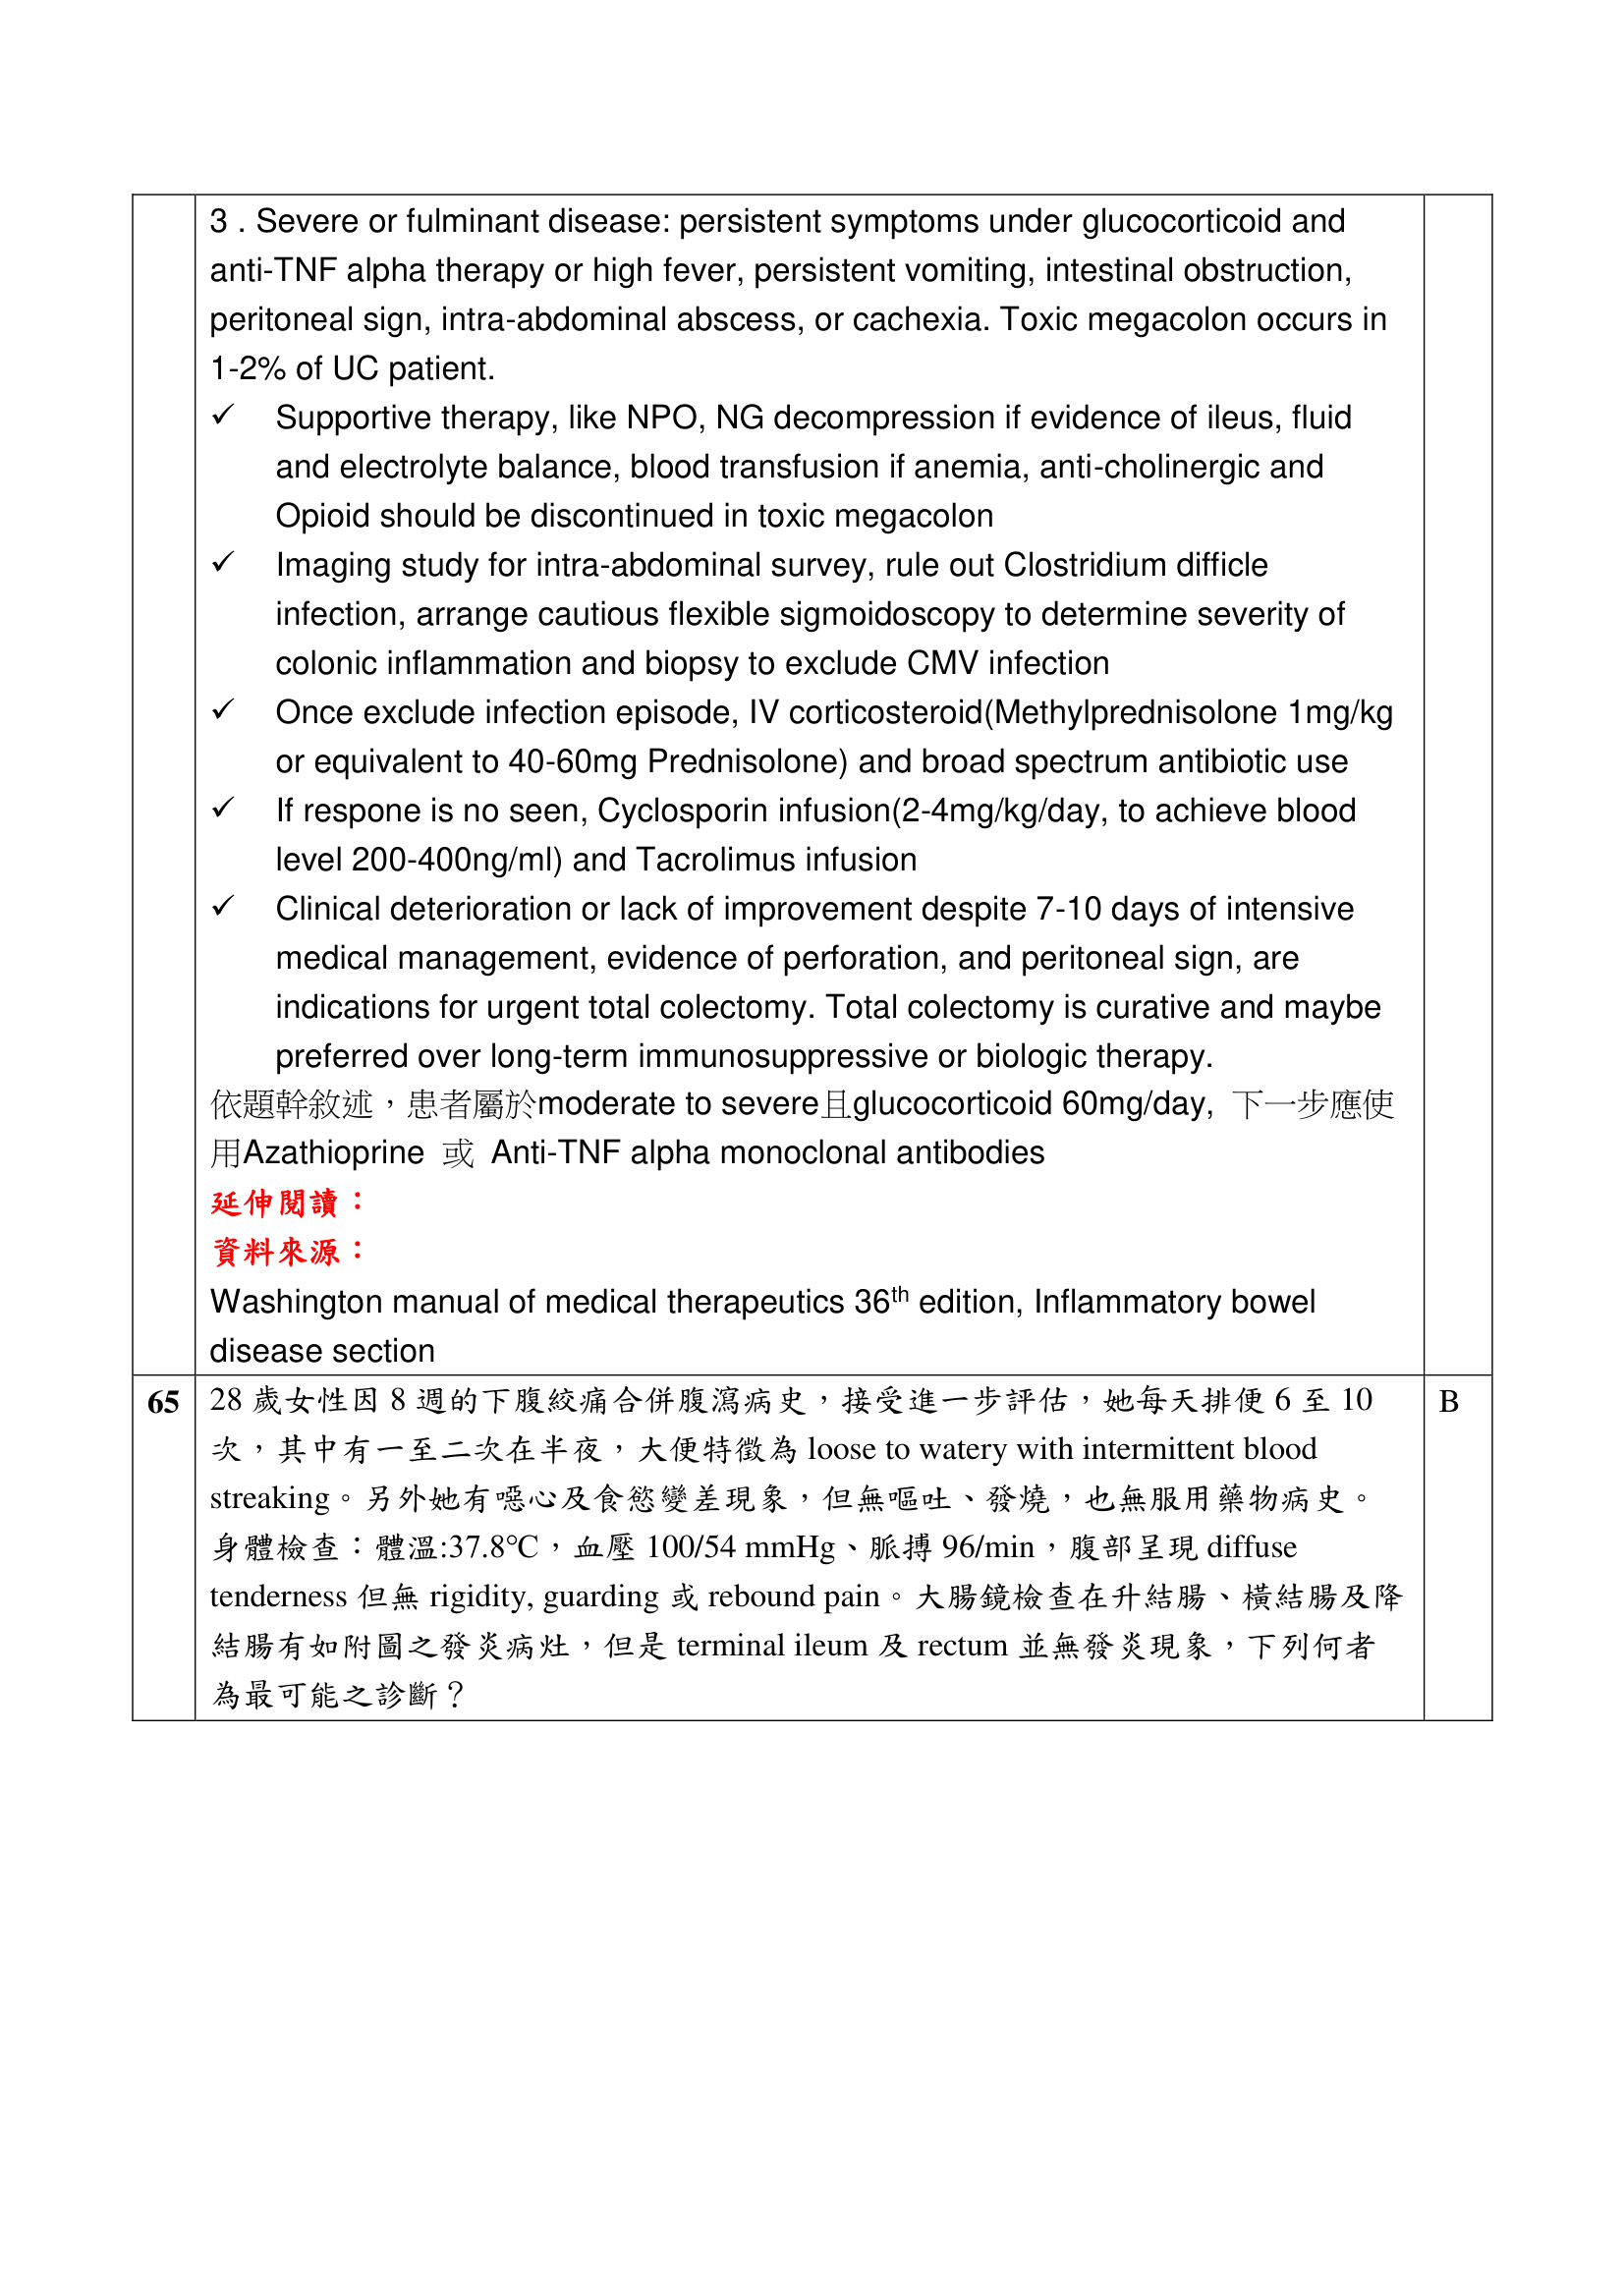 3 . Severe or fulminant disease: persistent symptoms under glucocorticoid and
anti-TNF alpha therapy or high fever, persistent vomiting, intestinal obstruction,
peritoneal sign, intra-abdominal abscess, or cachexia. Toxic megacolon occurs in
1-2% of UC patient.
✓ Supportive therapy, like NPO, NG decompression if evidence of ileus, fluid
and electrolyte balance, blood transfusion if anemia, anti-cholinergic and
Opioid should be discontinued in toxic megacolon
✓ Imaging study for intra-abdominal survey, rule out Clostridium difficle
infection, arrange cautious flexible sigmoidoscopy to determine severity of
colonic inflammation and biopsy to exclude CMV infection
✓ Once exclude infection episode, IV corticosteroid(Methylprednisolone 1mg/kg
or equivalent to 40-60mg Prednisolone) and broad spectrum antibiotic use
✓ If respone is no seen, Cyclosporin infusion(2-4mg/kg/day, to achieve blood
level 200-400ng/ml) and Tacrolimus infusion
✓ Clinical deterioration or lack of improvement despite 7-10 days of intensive
medical management, evidence of perforation, and peritoneal sign, are
indications for urgent total colectomy. Total colectomy is curative and maybe
preferred over long-term immunosuppressive or biologic therapy.
依題幹敘述，患者屬於moderate to severe且glucocorticoid 60mg/day, 下一步應使
用Azathioprine 或 Anti-TNF alpha monoclonal antibodies
延伸閱讀：
資料來源：
Washington manual of medical therapeutics 36th edition, Inflammatory bowel
disease section
65 28 歲女性因 8 週的下腹絞痛合併腹瀉病史，接受進一步評估，她每天排便 6 至 10 B
次，其中有一至二次在半夜，大便特徵為 loose to watery with intermittent blood
streaking。另外她有噁心及食慾變差現象，但無嘔吐、發燒，也無服用藥物病史。
身體檢查：體溫:37.8℃，血壓 100/54 mmHg、脈搏 96/min，腹部呈現 diffuse
tenderness 但無 rigidity, guarding 或 rebound pain。大腸鏡檢查在升結腸、橫結腸及降
結腸有如附圖之發炎病灶，但是 terminal ileum 及 rectum 並無發炎現象，下列何者
為最可能之診斷？